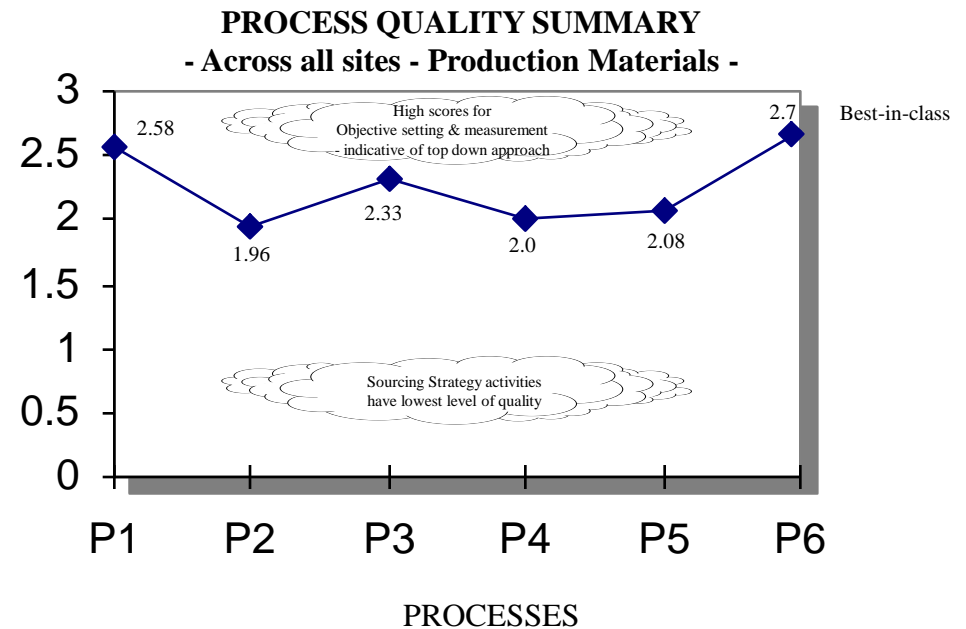 PROCESS QUALITY SUMMARY
- Across all sites - Production Materials -
3
2.5
2
1.5
1
0.5
0
High scores for
Objective setting & measurement
- indicative of top down approach
2.58
1.96
2.33
2.0
2.08
2.7
Best-in-class
Sourcing Strategy activities
have lowest level of quality
P1 P2 P3 P4 P5 P6
PROCESSES